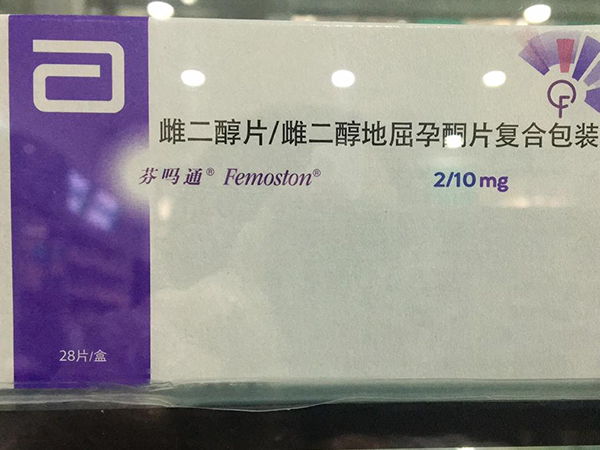 雌二醇片/雌二醇地屈孕酮片复合包装
芬吗通® Femoston®
2/10 mg
28片/盒